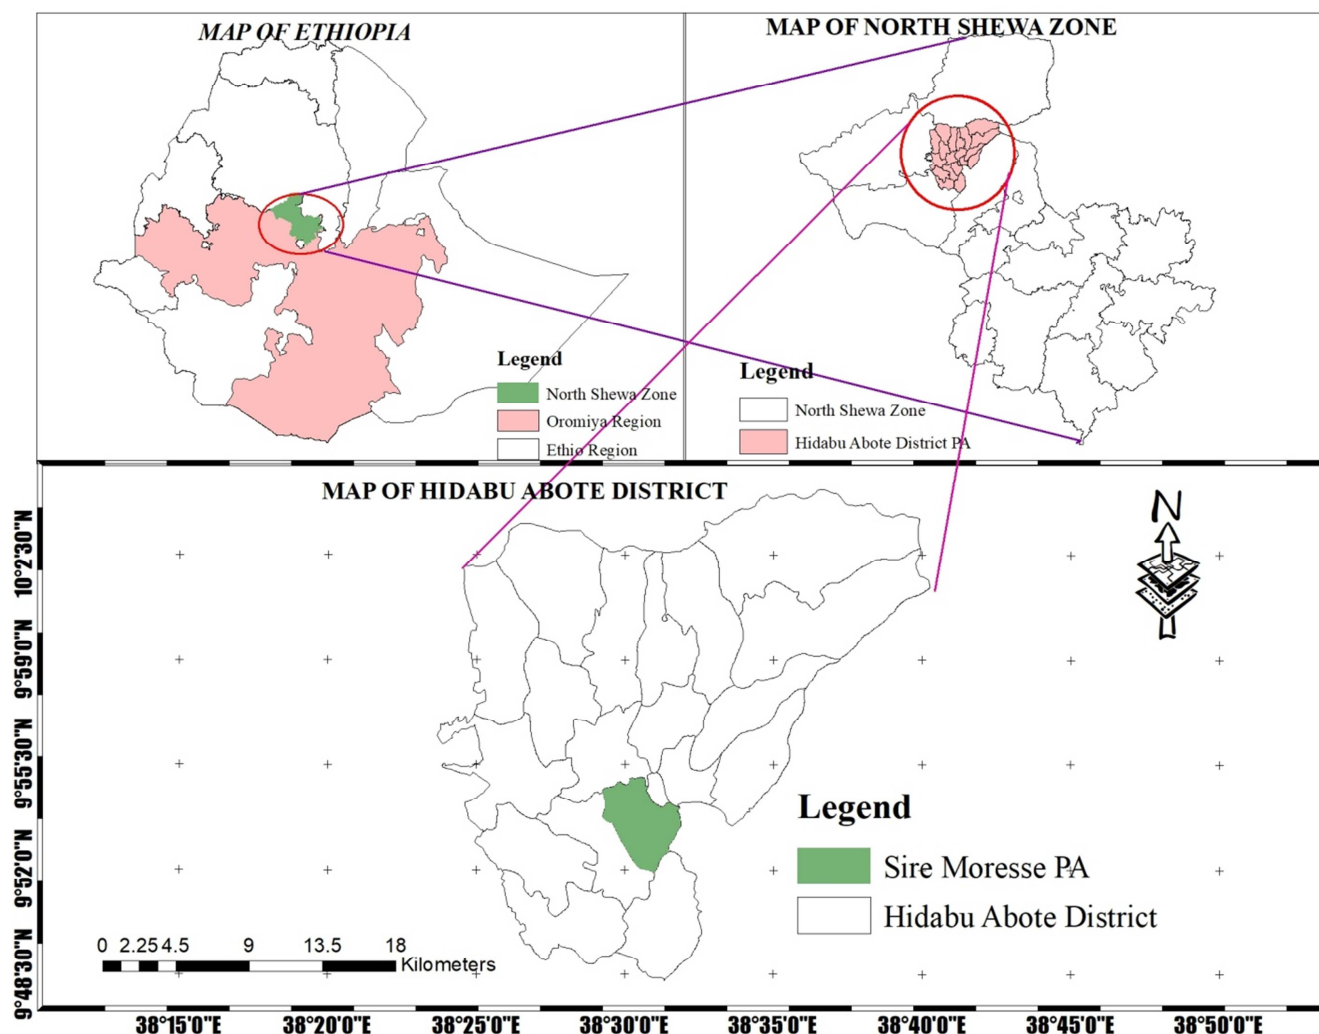 MAP OF ETHIOPIA
Legend
North Shewa Zone
Oromiya Region
Ethio Region
MAP OF NORTH SHEWA ZONE
Legend
North Shewa Zone
Hidabu Abote District PA
MAP OF HIDABU ABOTE DISTRICT
N
10°2'30"N
9°59'0"N
9°55'30"N
9°52'0"N
9°48'30"N
Legend
Sire Moresse PA
Hidabu Abote District
0 2.25 4.5 9 13.5 18
Kilometers
38°15'0"E 38°20'0"E 38°25'0"E 38°30'0"E 38°35'0"E 38°40'0"E 38°45'0"E 38°50'0"E